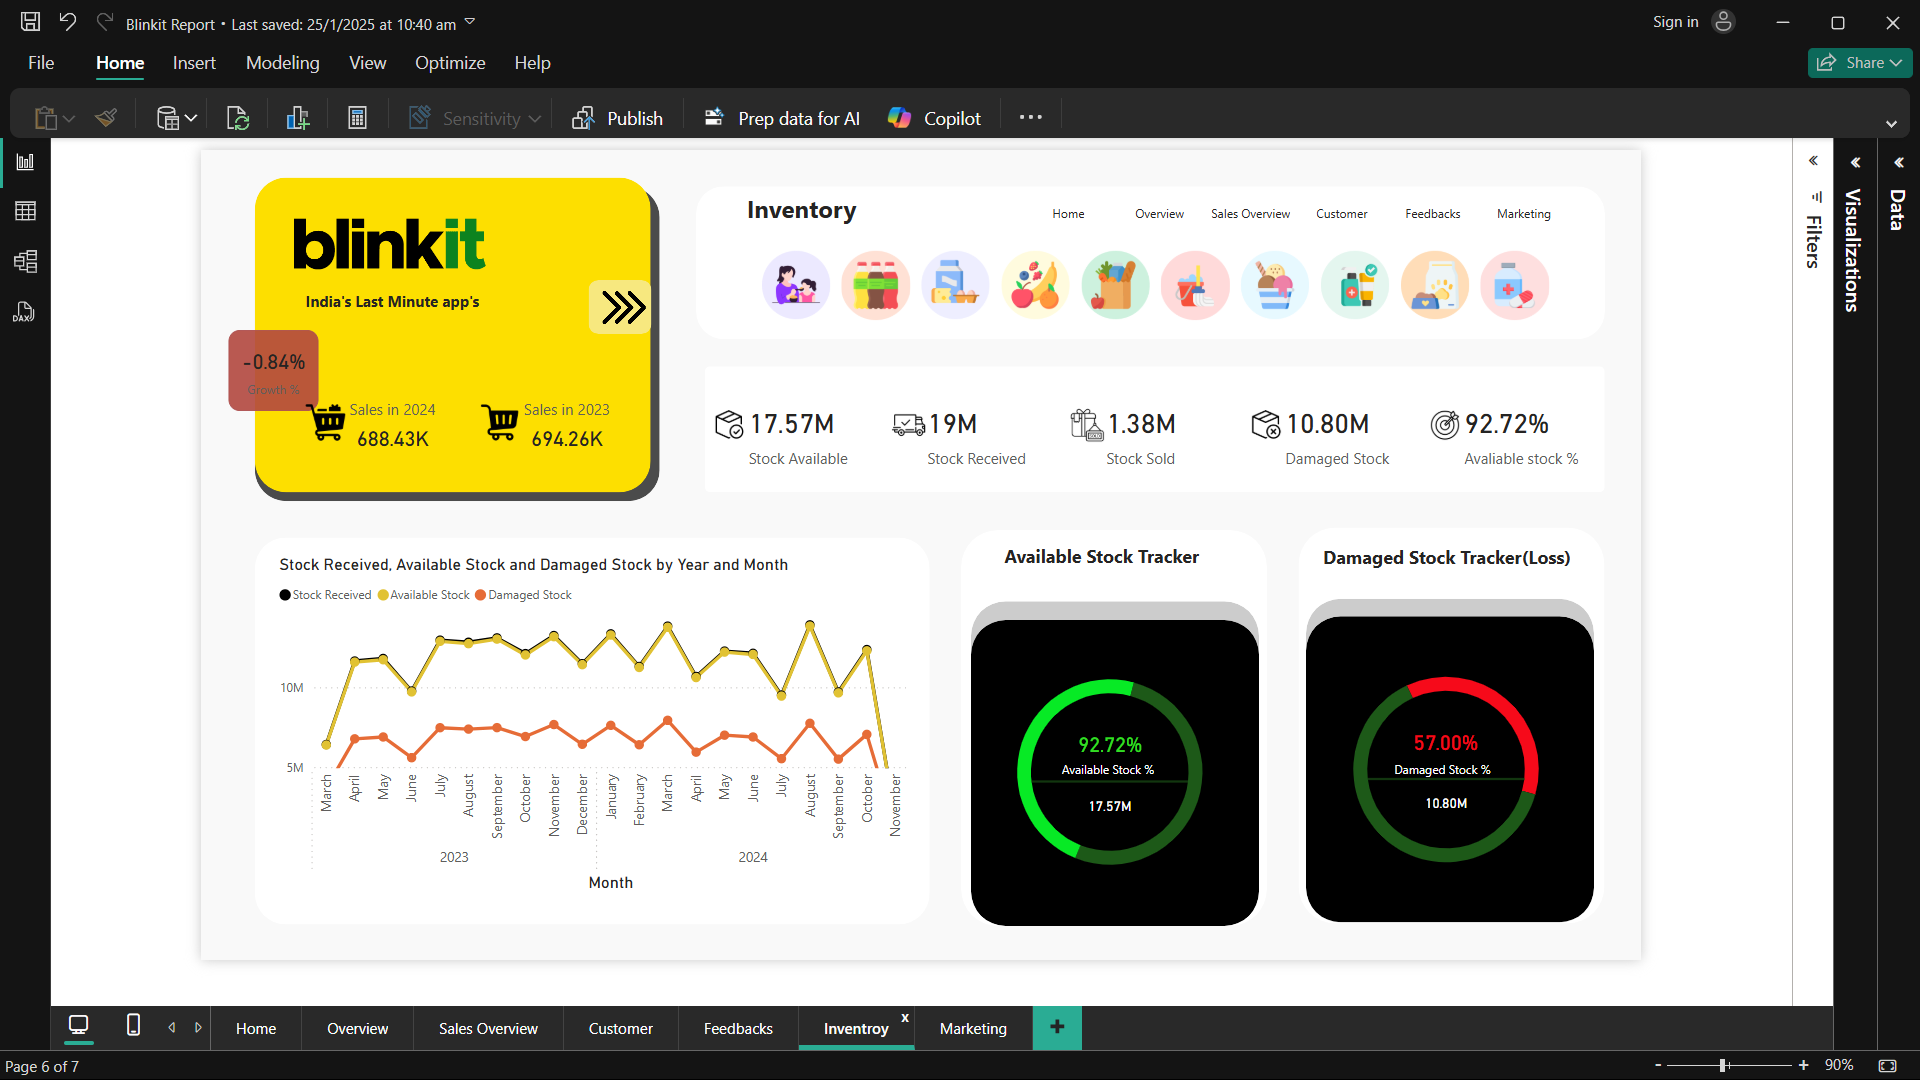 Blinkit Report • Last saved: 25/1/2025 at 10:40 am
Sign in
File Home Insert Modeling View Optimize Help
Share
Sensitivity Publish Prep data for AI Copilot ...
DAX
blinkit
India's Last Minute app's
-0.84%
Growth %
Sales in 2024
688.43K
Sales in 2023
694.26K
Inventory
Home Overview Sales Overview Customer Feedbacks Marketing
17.57M
Stock Available
19M
Stock Received
1.38M
Stock Sold
10.80M
Damaged Stock
92.72%
Avaliable stock %
Stock Received, Available Stock and Damaged Stock by Year and Month
Stock Received Available Stock Damaged Stock
10M
5M
March April May June July August September October November December January February March April May June July August September October November
2023 2024
Month
Available Stock Tracker
92.72%
Available Stock %
17.57M
Damaged Stock Tracker(Loss)
57.00%
Damaged Stock %
10.80M
Filters
Visualizations
Data
Home Overview Sales Overview Customer Feedbacks Inventroy x Marketing +
Page 6 of 7
- + 90%